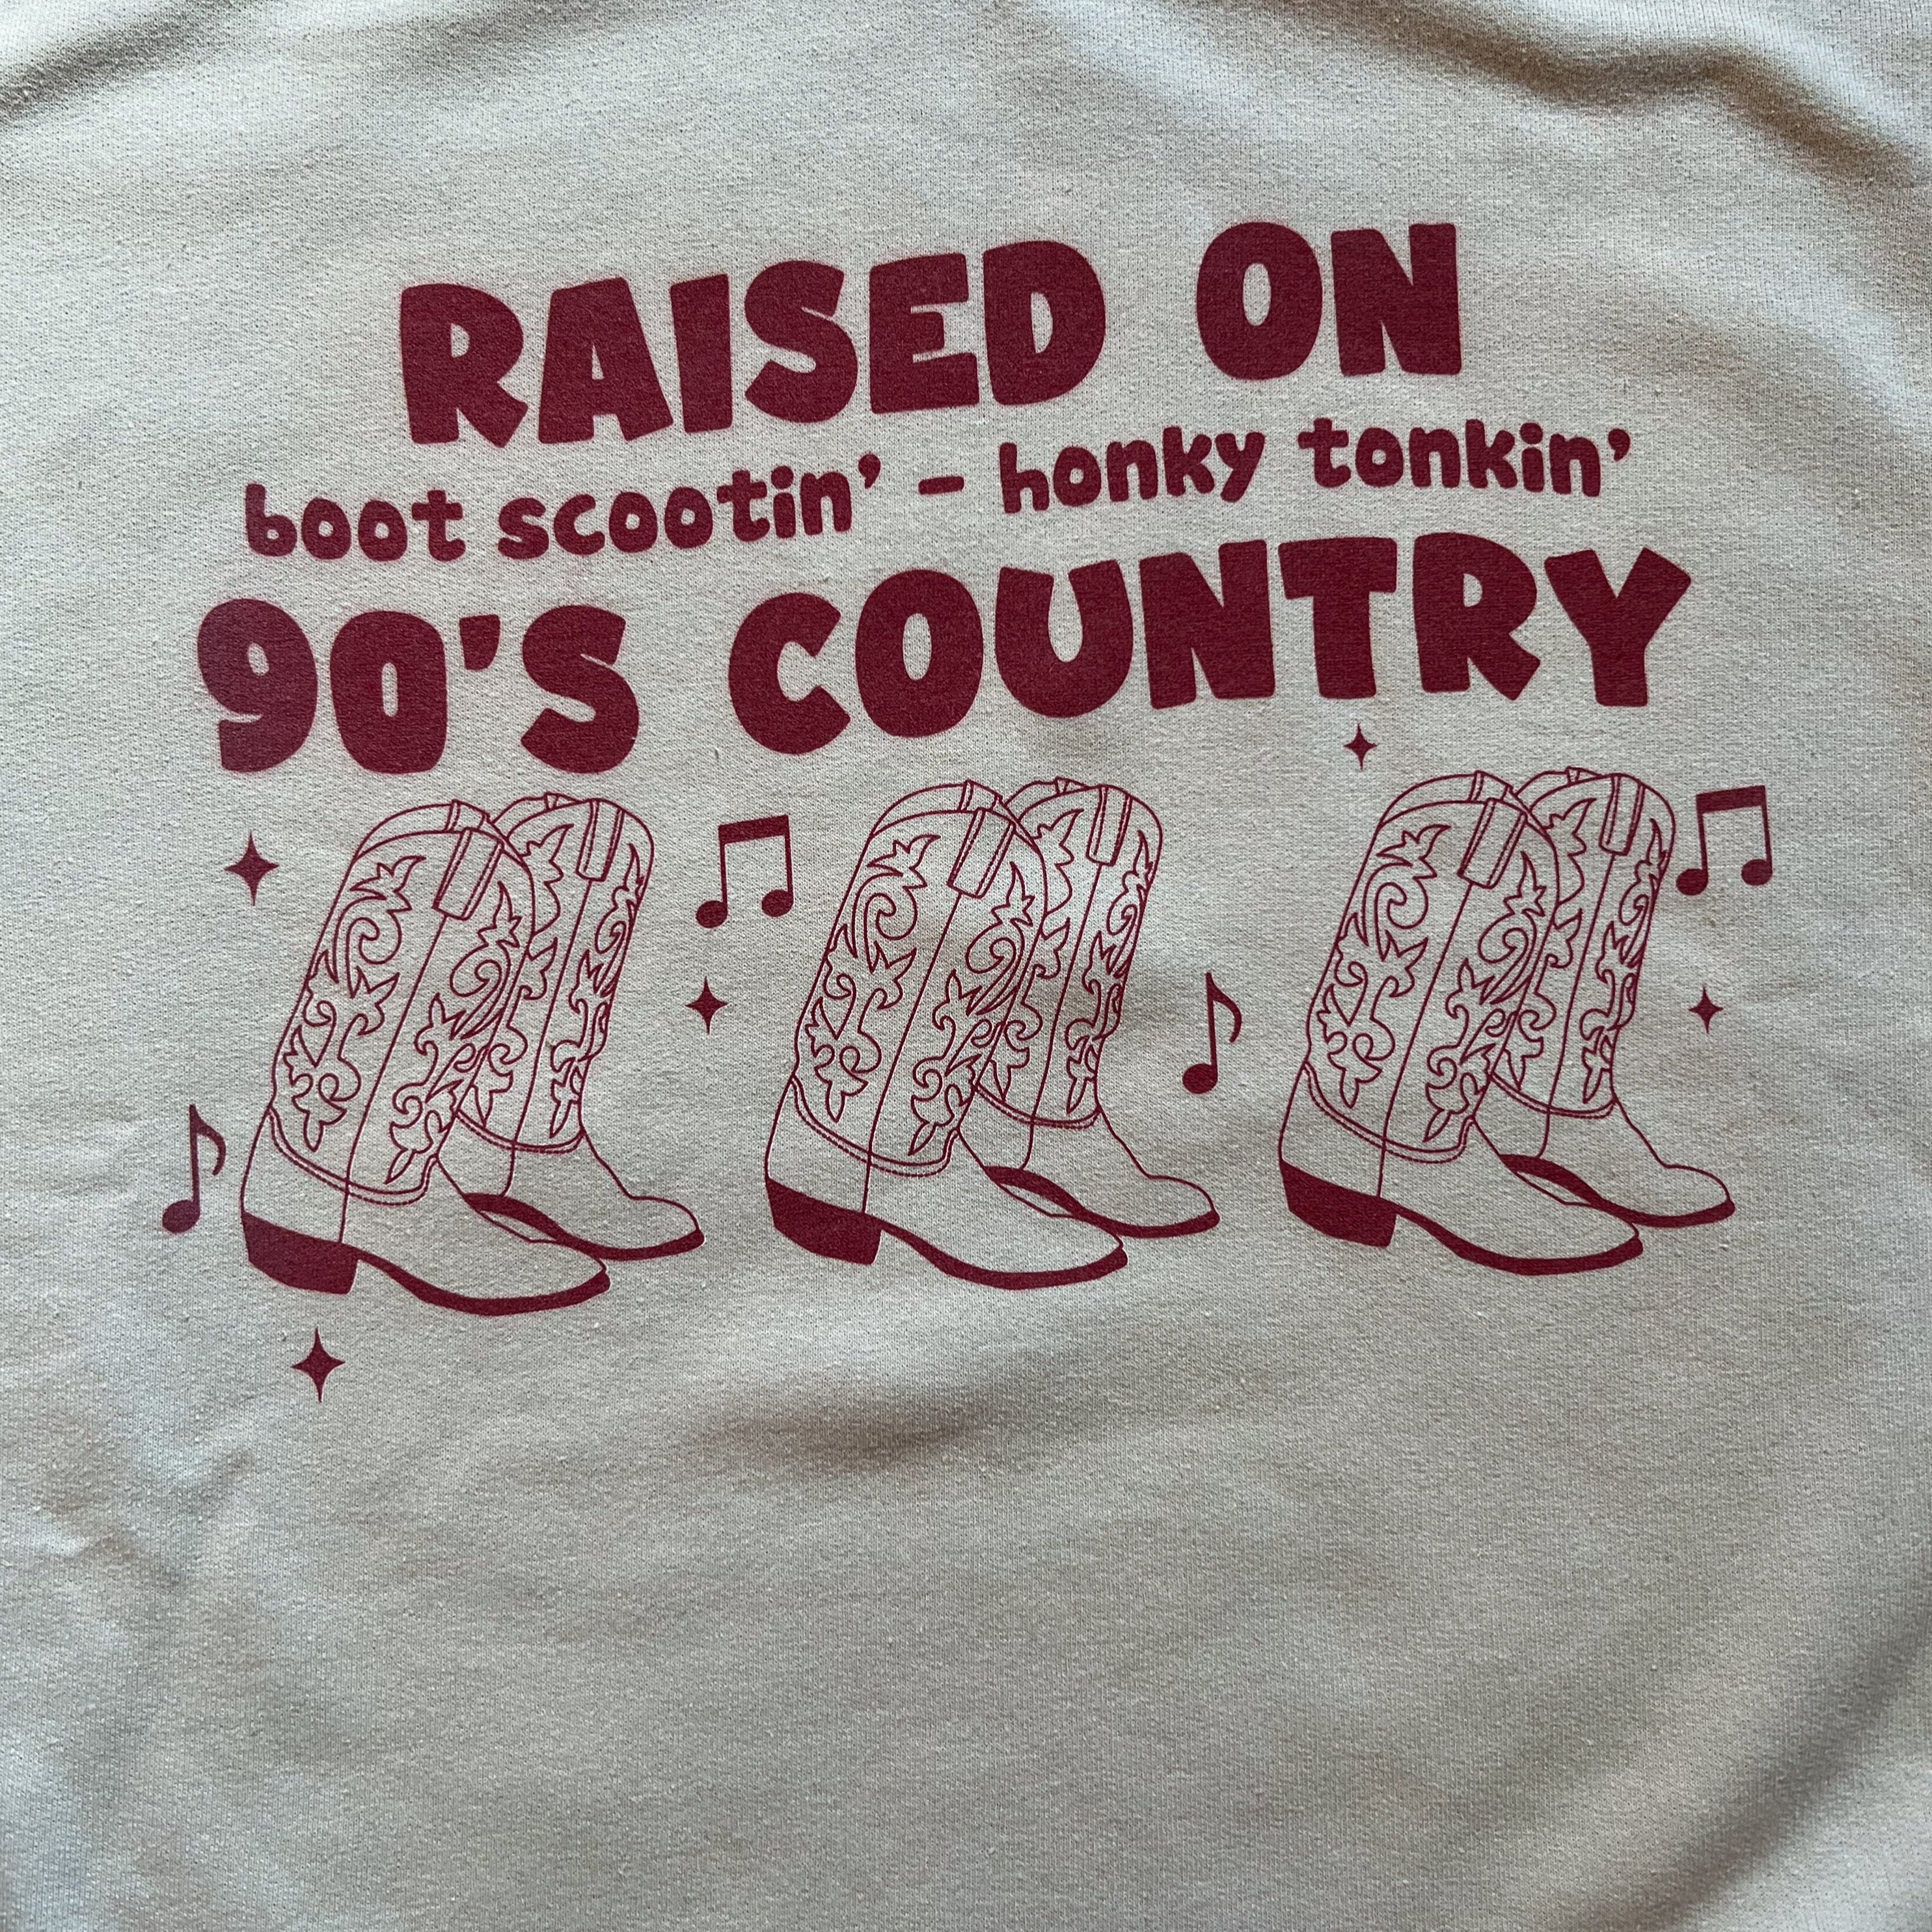 RAISED ON
boot scootin' - honky tonkin'
90'S COUNTRY